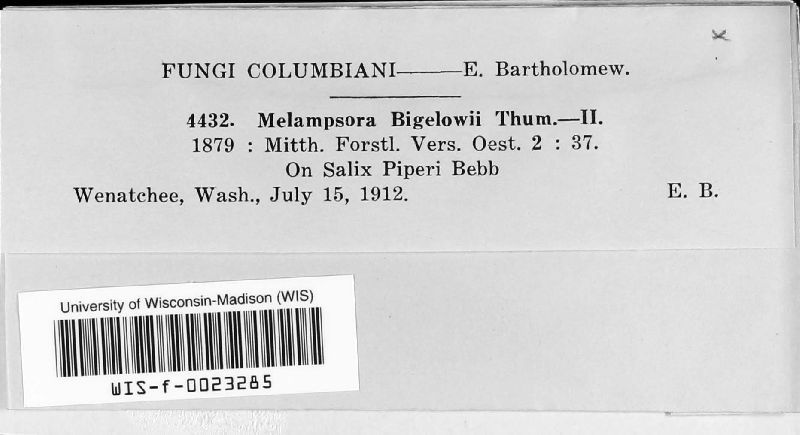 FUNGI COLUMBIANI———E. Bartholomew.
4432. Melampsora Bigelowii Thum.—II.
1879 : Mitth. Forstl. Vers. Oest. 2 : 37.
On Salix Piperi Bebb
Wenatchee, Wash., July 15, 1912. E. B.
University of Wisconsin-Madison (WIS)
WIS-f-0023285